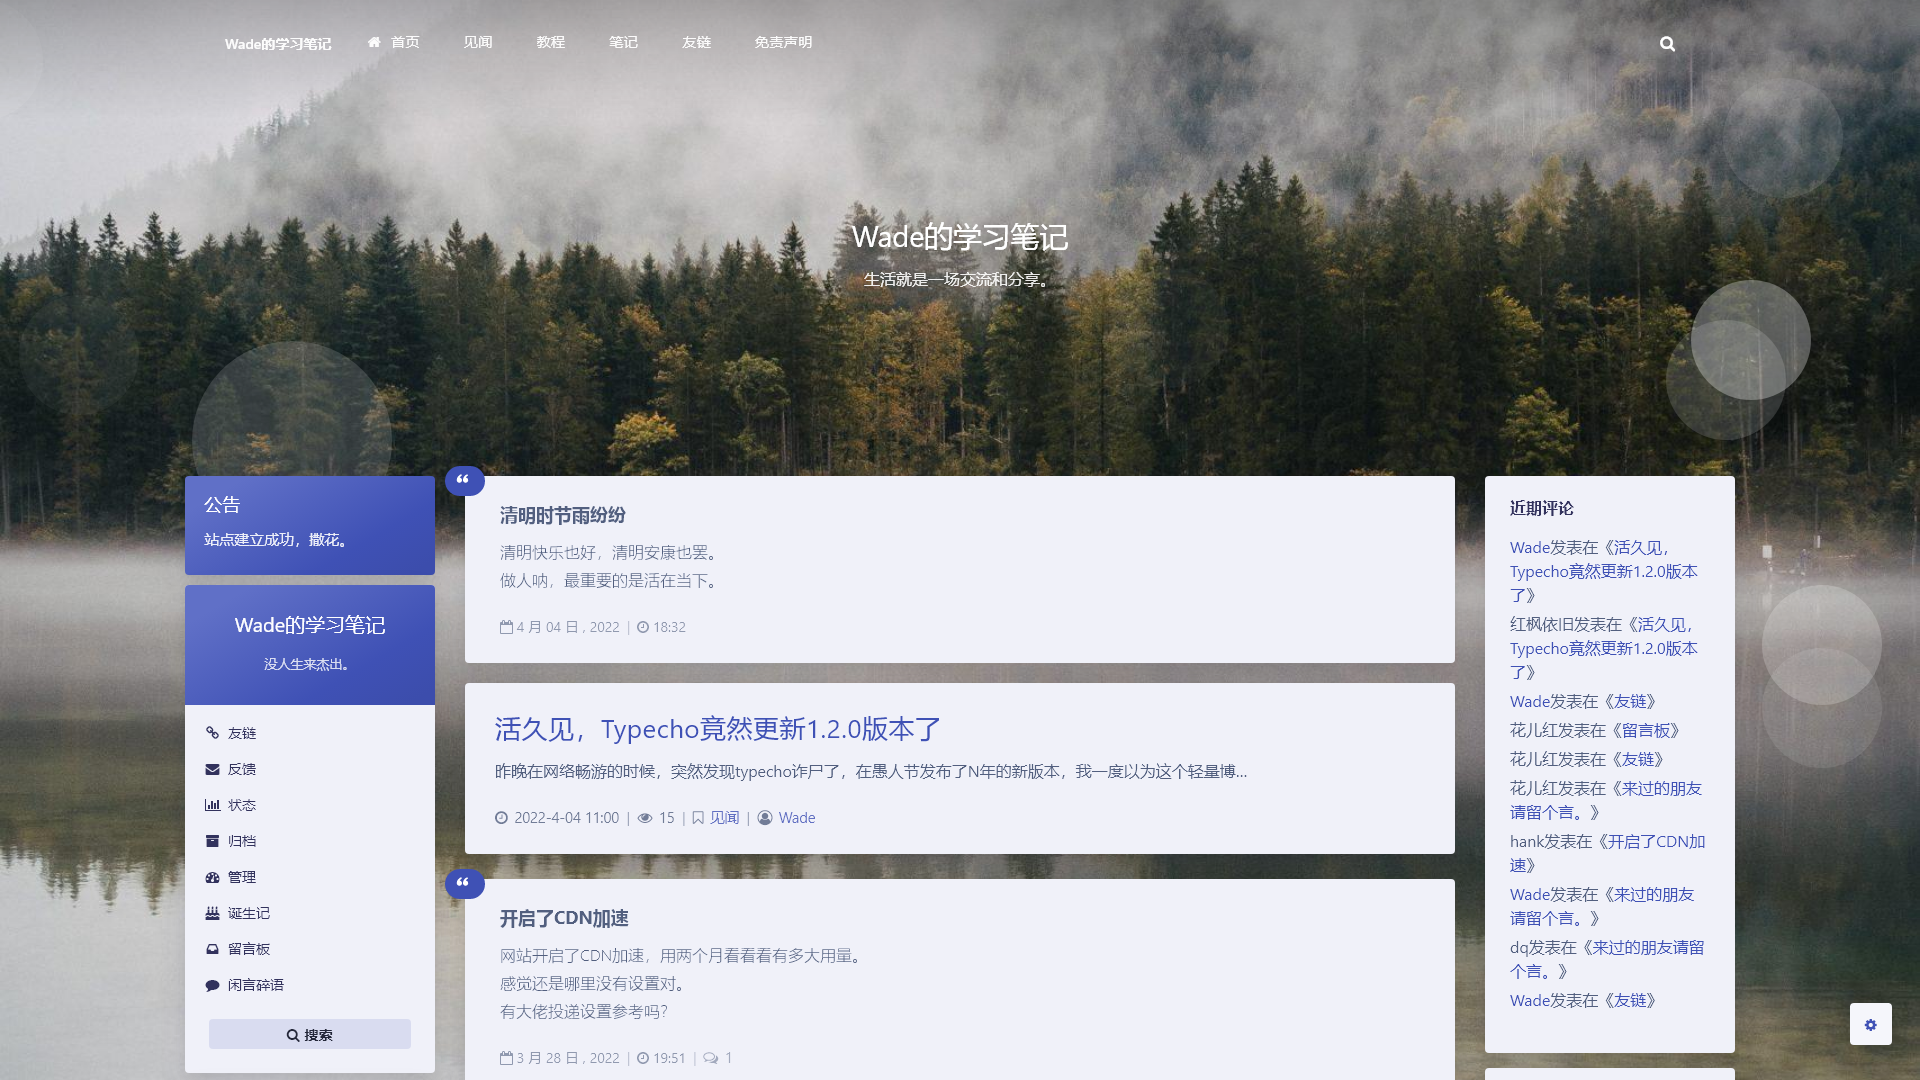 Wade的学习笔记
首页
见闻
教程
笔记
友链
免责声明
Wade的学习笔记
生活就是一场交流和分享。
公告
站点建立成功，撒花。
Wade的学习笔记
没人生来杰出。
友链
反馈
状态
归档
管理
诞生记
留言板
闲言碎语
搜索
清明时节雨纷纷
清明快乐也好，清明安康也罢。
做人呐，最重要的是活在当下。
4 月 04 日 , 2022 | 18:32
活久见，Typecho竟然更新1.2.0版本了
昨晚在网络畅游的时候，突然发现typecho诈尸了，在愚人节发布了N年的新版本，我一度以为这个轻量博...
2022-4-04 11:00 | 15 | 见闻 | Wade
开启了CDN加速
网站开启了CDN加速，用两个月看看看有多大用量。
感觉还是哪里没有设置对。
有大佬投递设置参考吗？
3 月 28 日 , 2022 | 19:51 | 1
近期评论
Wade发表在《活久见，
Typecho竟然更新1.2.0版本
了》
红枫依旧发表在《活久见，
Typecho竟然更新1.2.0版本
了》
Wade发表在《友链》
花儿红发表在《留言板》
花儿红发表在《友链》
花儿红发表在《来过的朋友
请留个言。》
hank发表在《开启了CDN加
速》
Wade发表在《来过的朋友
请留个言。》
dq发表在《来过的朋友请留
个言。》
Wade发表在《友链》